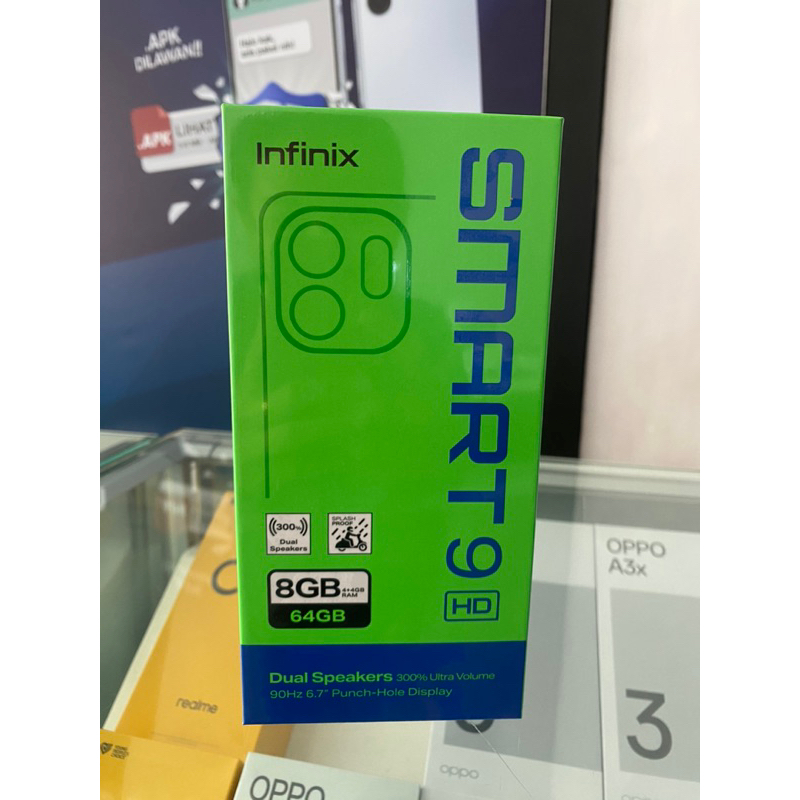 .APK
DILAWAN!!
.APK
Infinix
SMART 9
HD
300%
Dual
Speakers
SPLASH
PROOF
8GB 4+4GB
RAM
64GB
Dual Speakers 300% Ultra Volume
90Hz 6.7" Punch-Hole Display
realme
OPPO
oppo
OPPO
A3x
3